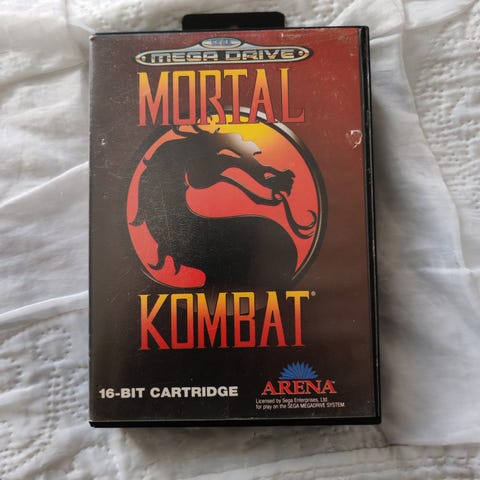 SEGA
MEGA DRIVE
MORTAL
KOMBAT®
16-BIT CARTRIDGE
ARENA
Licensed by Sega Enterprises, Ltd.
for play on the SEGA MEGADRIVE SYSTEM.